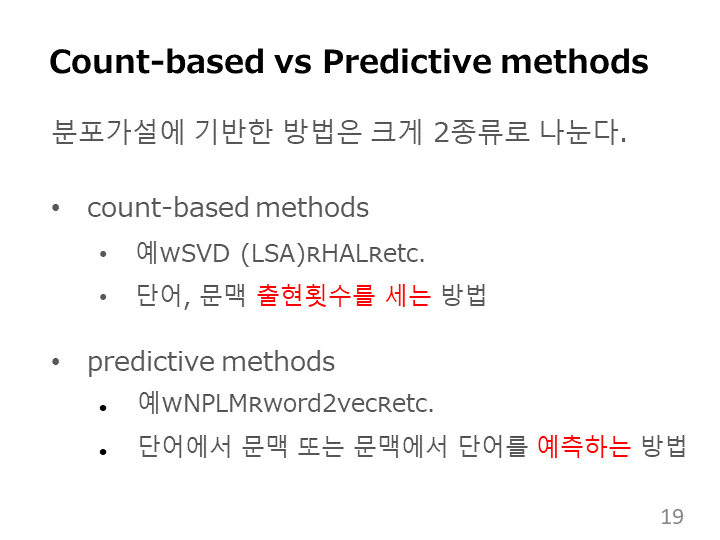 Count-based vs Predictive methods
분포가설에 기반한 방법은 크게 2종류로 나눈다.
• count-based methods
• 예wSVD (LSA)RHALRetc.
• 단어, 문맥 출현횟수를 세는 방법
• predictive methods
• 예wNPLMRword2vecRetc.
• 단어에서 문맥 또는 문맥에서 단어를 예측하는 방법
19